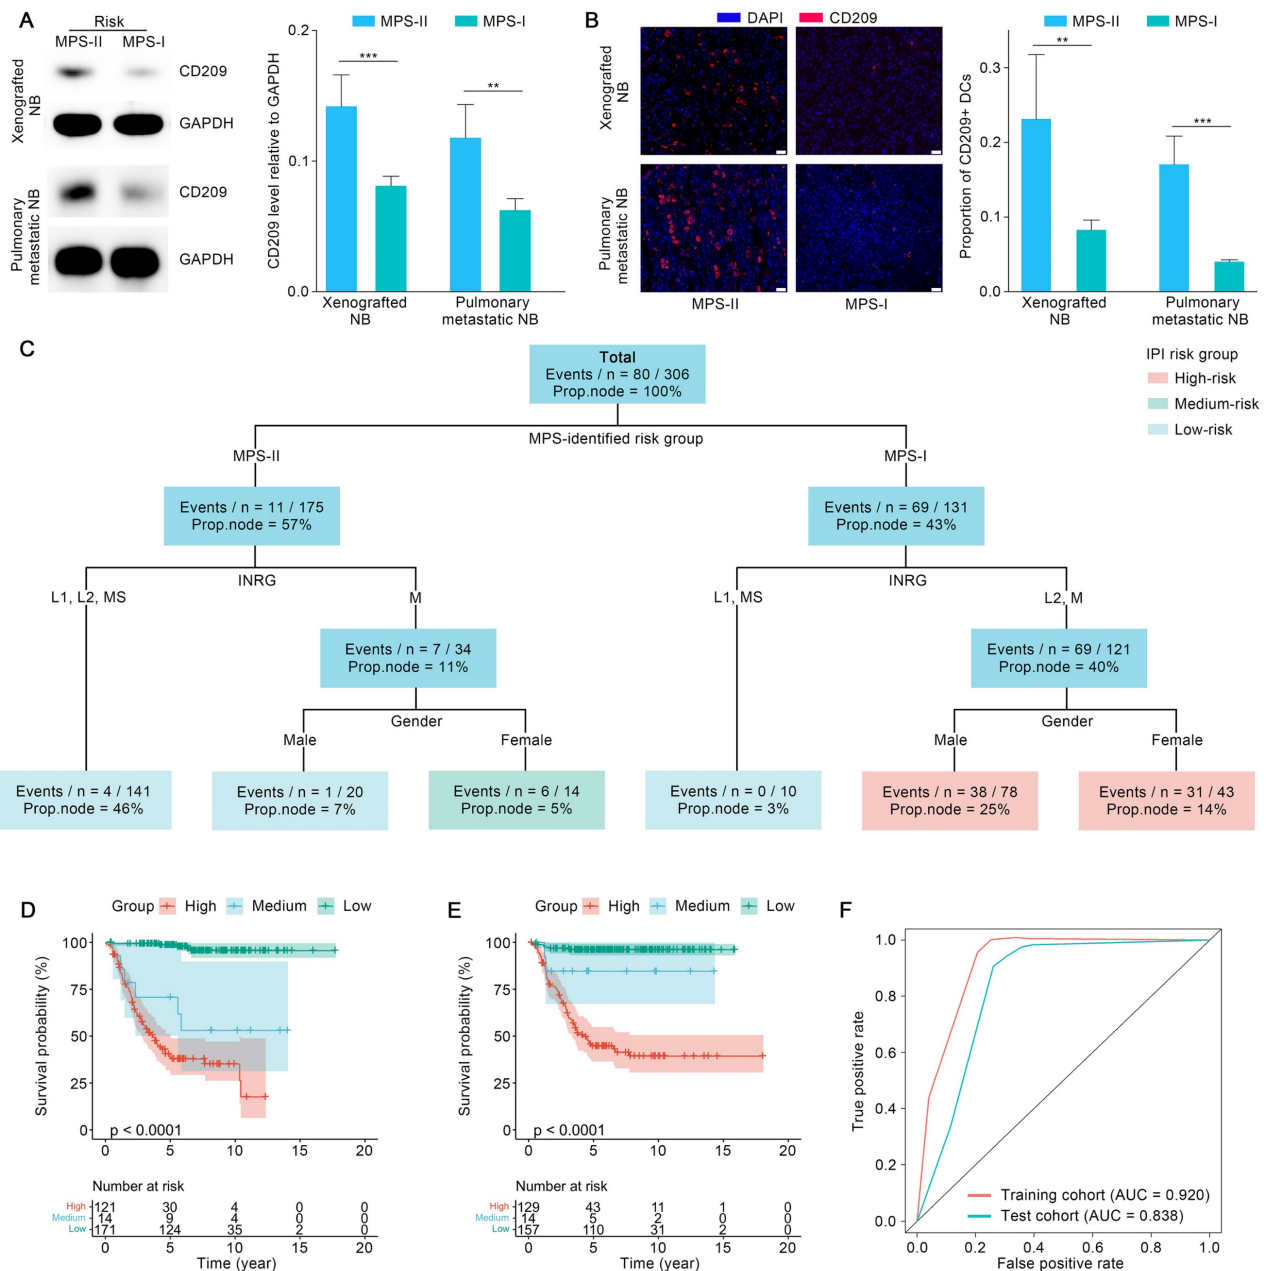 A
Risk
MPS-II MPS-I
Xenografted NB
CD209
GAPDH
Pulmonary metastatic NB
CD209
GAPDH
MPS-II MPS-I
CD209 level relative to GAPDH
0.2
0.1
0.0
***
**
Xenografted NB
Pulmonary metastatic NB
B
DAPI CD209
Xenografted NB
Pulmonary metastatic NB
MPS-II MPS-I
MPS-II MPS-I
Proportion of CD209+ DCs
0.3
0.2
0.1
0.0
**
***
Xenografted NB
Pulmonary metastatic NB
C
Total
Events / n = 80 / 306
Prop.node = 100%
IPI risk group
High-risk
Medium-risk
Low-risk
MPS-identified risk group
MPS-II
MPS-I
Events / n = 11 / 175
Prop.node = 57%
Events / n = 69 / 131
Prop.node = 43%
INRG
INRG
L1, L2, MS
M
L1, MS
L2, M
Events / n = 7 / 34
Prop.node = 11%
Events / n = 69 / 121
Prop.node = 40%
Gender
Gender
Male
Female
Male
Female
Events / n = 4 / 141
Prop.node = 46%
Events / n = 1 / 20
Prop.node = 7%
Events / n = 6 / 14
Prop.node = 5%
Events / n = 0 / 10
Prop.node = 3%
Events / n = 38 / 78
Prop.node = 25%
Events / n = 31 / 43
Prop.node = 14%
D
Group High Medium Low
Survival probability (%)
100
75
50
25
0
p < 0.0001
0 5 10 15 20
Number at risk
High 121 30 4 0 0
Medium 14 9 4 0 0
Low 171 124 35 2 0
0 5 10 15 20
Time (year)
E
Group High Medium Low
Survival probability (%)
100
75
50
25
0
p < 0.0001
0 5 10 15 20
Number at risk
High 129 43 11 1 0
Medium 14 5 2 0 0
Low 157 110 31 2 0
0 5 10 15 20
Time (year)
F
True positive rate
1.0
0.8
0.6
0.4
0.2
0.0
Training cohort (AUC = 0.920)
Test cohort (AUC = 0.838)
0.0 0.2 0.4 0.6 0.8 1.0
False positive rate